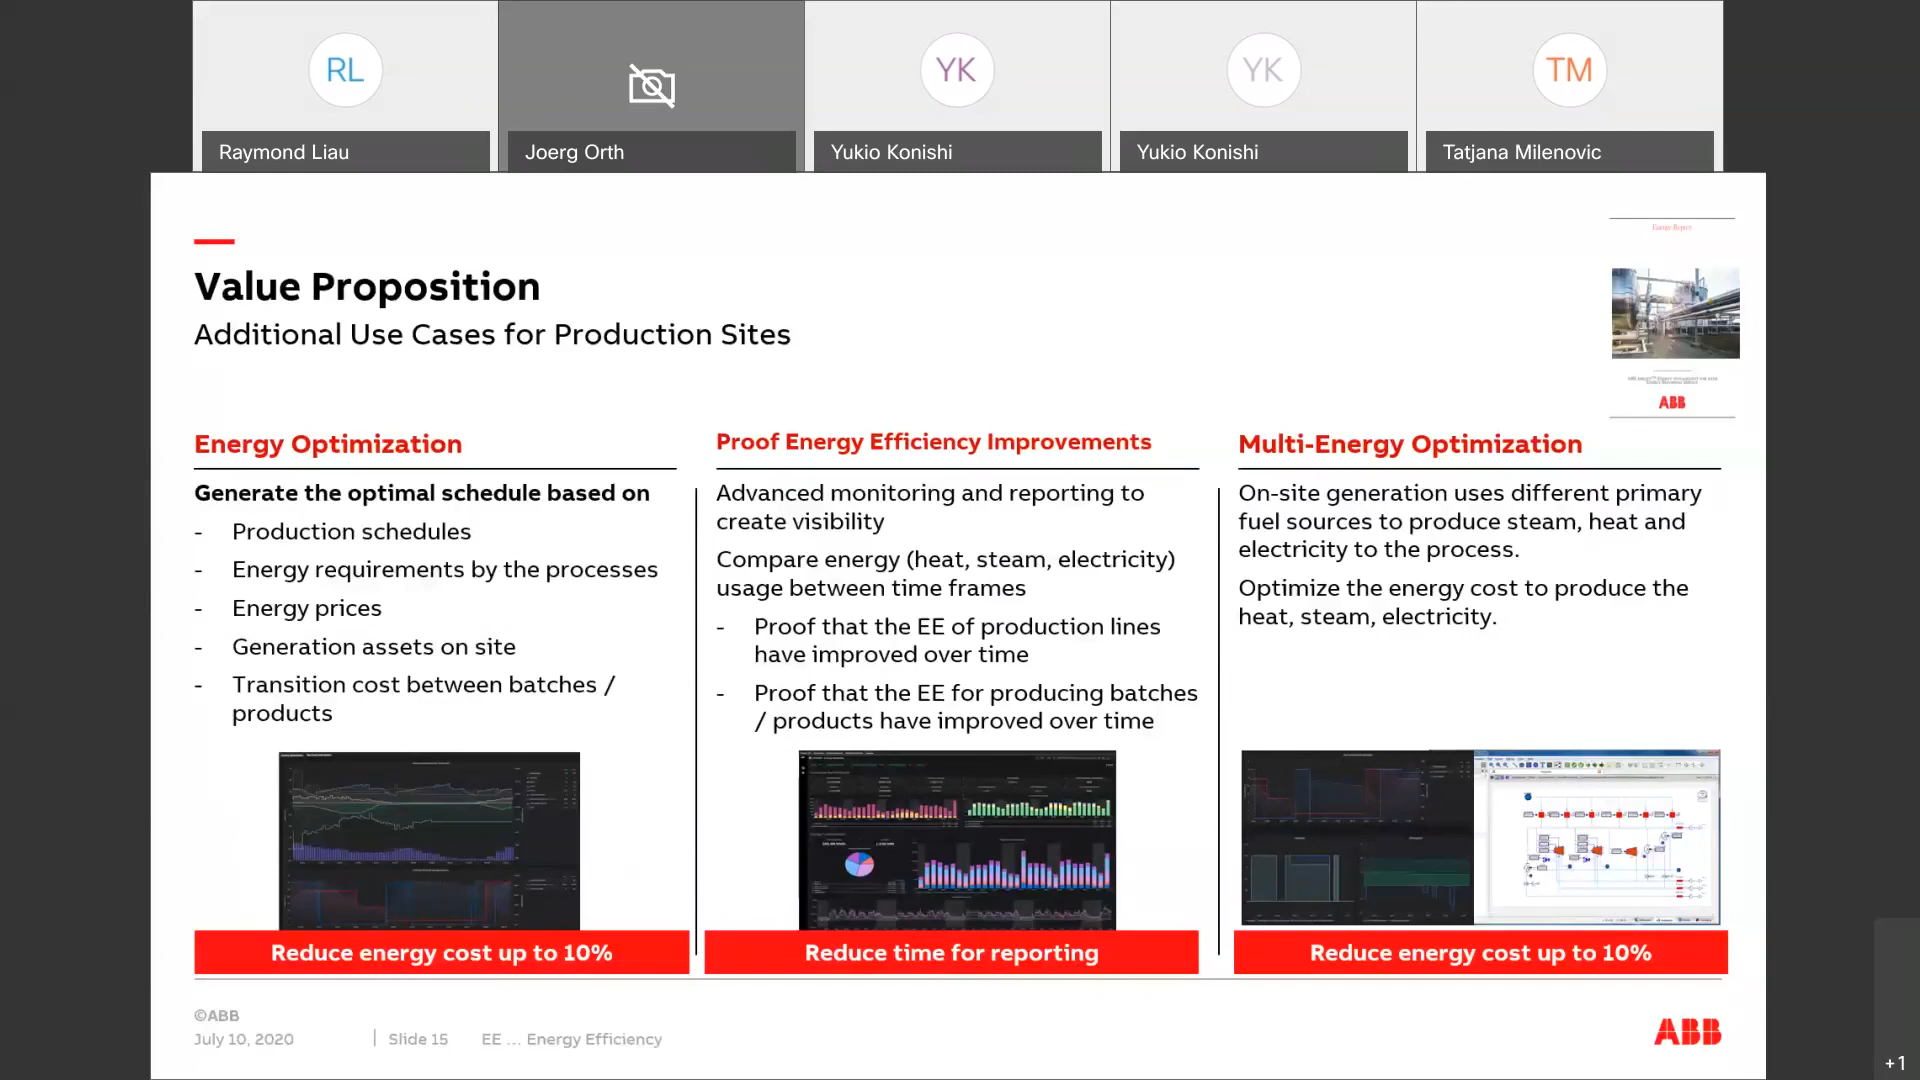 RL
YK
YK
TM
Raymond Liau
Joerg Orth
Yukio Konishi
Yukio Konishi
Tatjana Milenovic
Energy Report
Value Proposition
Additional Use Cases for Production Sites
ABB
Energy Optimization
Generate the optimal schedule based on
- Production schedules
- Energy requirements by the processes
- Energy prices
- Generation assets on site
- Transition cost between batches /
products
Reduce energy cost up to 10%
Proof Energy Efficiency Improvements
Advanced monitoring and reporting to
create visibility
Compare energy (heat, steam, electricity)
usage between time frames
- Proof that the EE of production lines
have improved over time
- Proof that the EE for producing batches
/ products have improved over time
Reduce time for reporting
Multi-Energy Optimization
On-site generation uses different primary
fuel sources to produce steam, heat and
electricity to the process.
Optimize the energy cost to produce the
heat, steam, electricity.
Reduce energy cost up to 10%
©ABB
July 10, 2020 | Slide 15 EE ... Energy Efficiency
ABB
+1